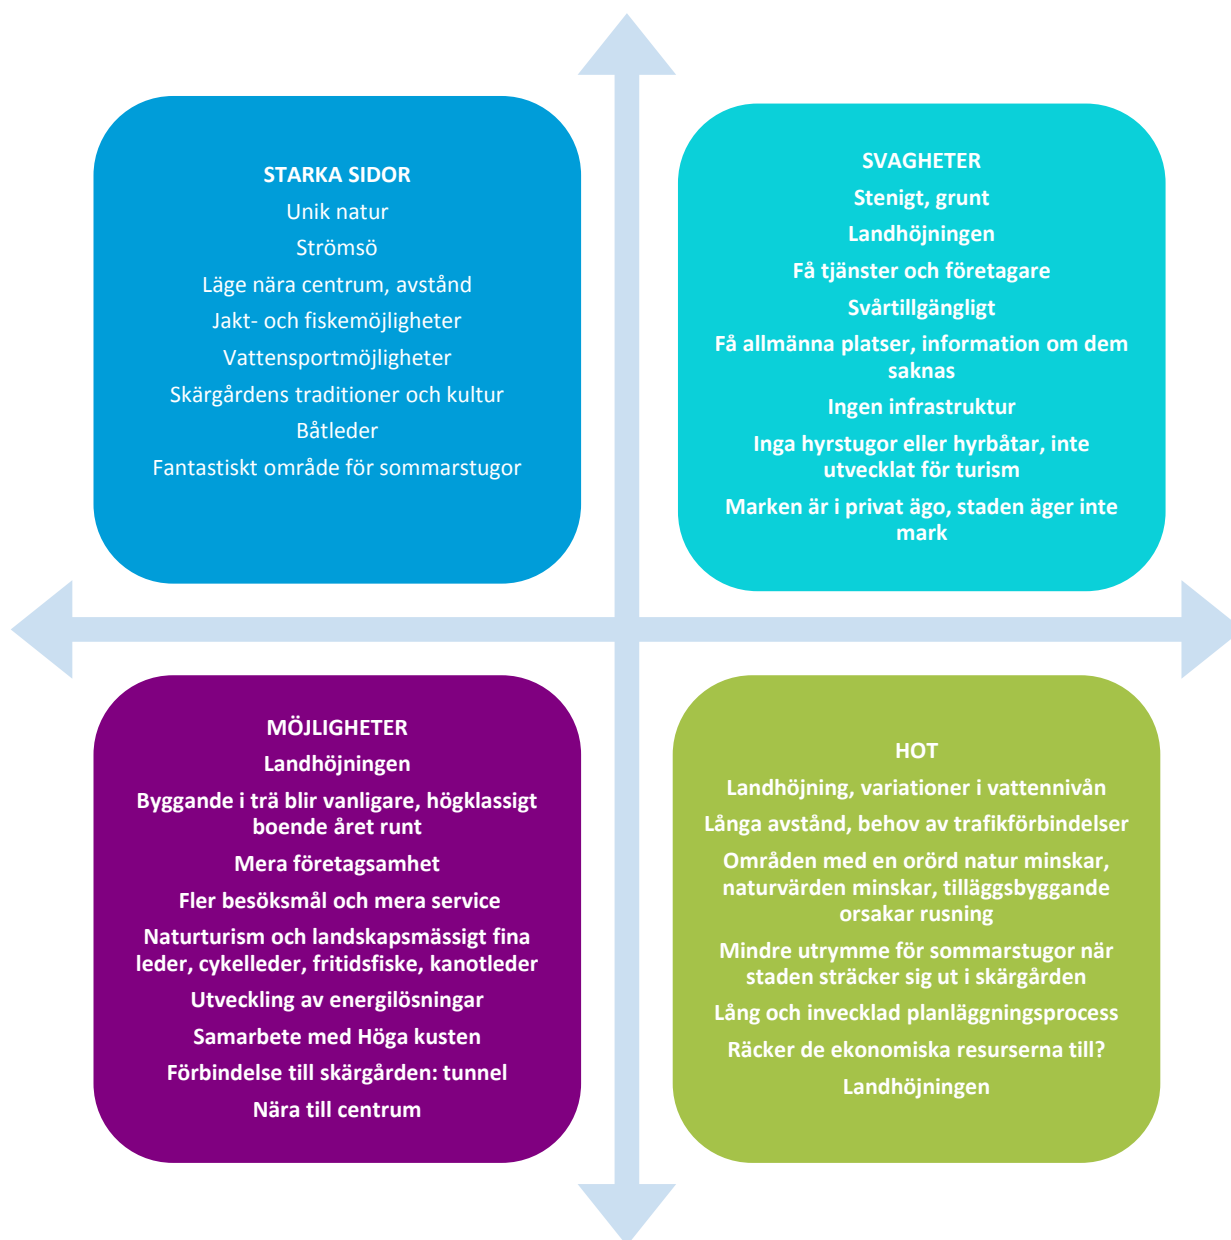 STARKA SIDOR
Unik natur
Strömsö
Läge nära centrum, avstånd
Jakt- och fiskemöjligheter
Vattensportmöjligheter
Skärgårdens traditioner och kultur
Båtleder
Fantastiskt område för sommarstugor
SVAGHETER
Stenigt, grunt
Landhöjningen
Få tjänster och företagare
Svårtillgängligt
Få allmänna platser, information om dem
saknas
Ingen infrastruktur
Inga hyrstugor eller hyrbåtar, inte
utvecklat för turism
Marken är i privat ägo, staden äger inte
mark
MÖJLIGHETER
Landhöjningen
Byggande i trä blir vanligare, högklassigt
boende året runt
Mera företagsamhet
Fler besöksmål och mera service
Naturturism och landskapsmässigt fina
leder, cykelleder, fritidsfiske, kanotleder
Utveckling av energilösningar
Samarbete med Höga kusten
Förbindelse till skärgården: tunnel
Nära till centrum
HOT
Landhöjning, variationer i vattennivån
Långa avstånd, behov av trafikförbindelser
Områden med en orörd natur minskar,
naturvärden minskar, tilläggsbyggande
orsakar rusning
Mindre utrymme för sommarstugor när
staden sträcker sig ut i skärgården
Lång och invecklad planläggningsprocess
Räcker de ekonomiska resurserna till?
Landhöjningen